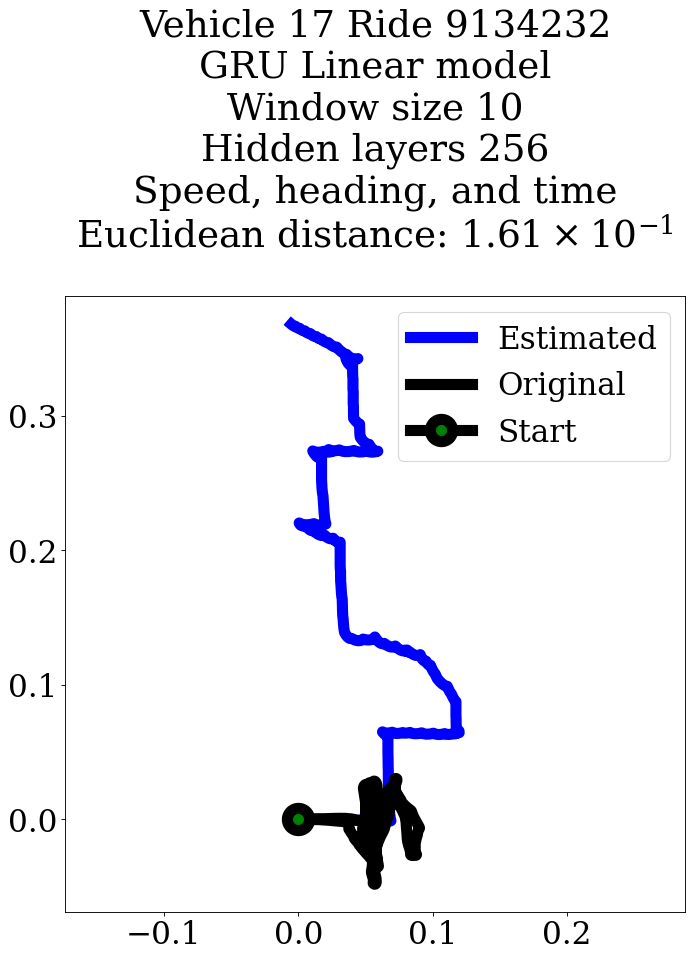 Vehicle 17 Ride 9134232
GRU Linear model
Window size 10
Hidden layers 256
Speed, heading, and time
Euclidean distance: 1.61 × 10⁻¹
Estimated
Original
Start
0.3
0.2
0.1
0.0
−0.1 0.0 0.1 0.2